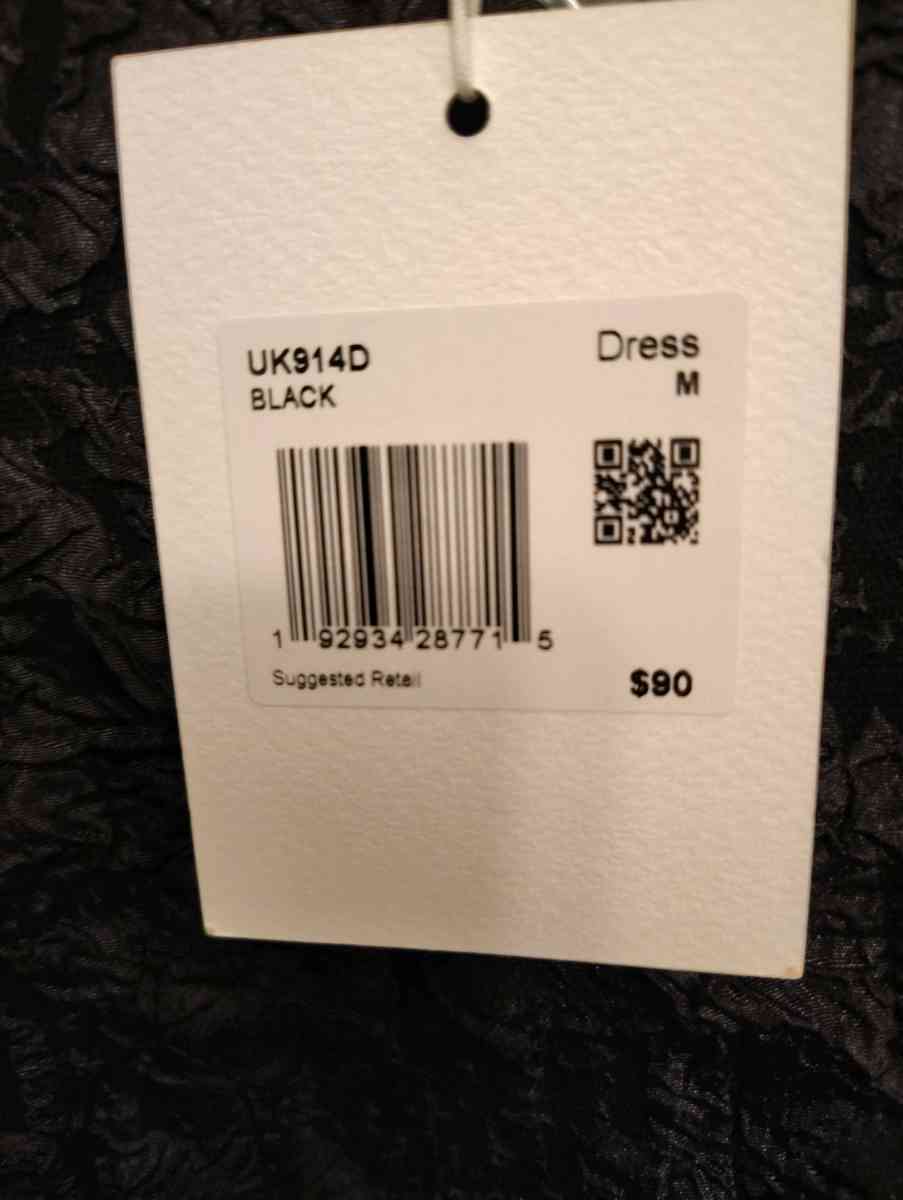 UK914D
BLACK
Dress
M
1 92934 28771 5
Suggested Retail
$90